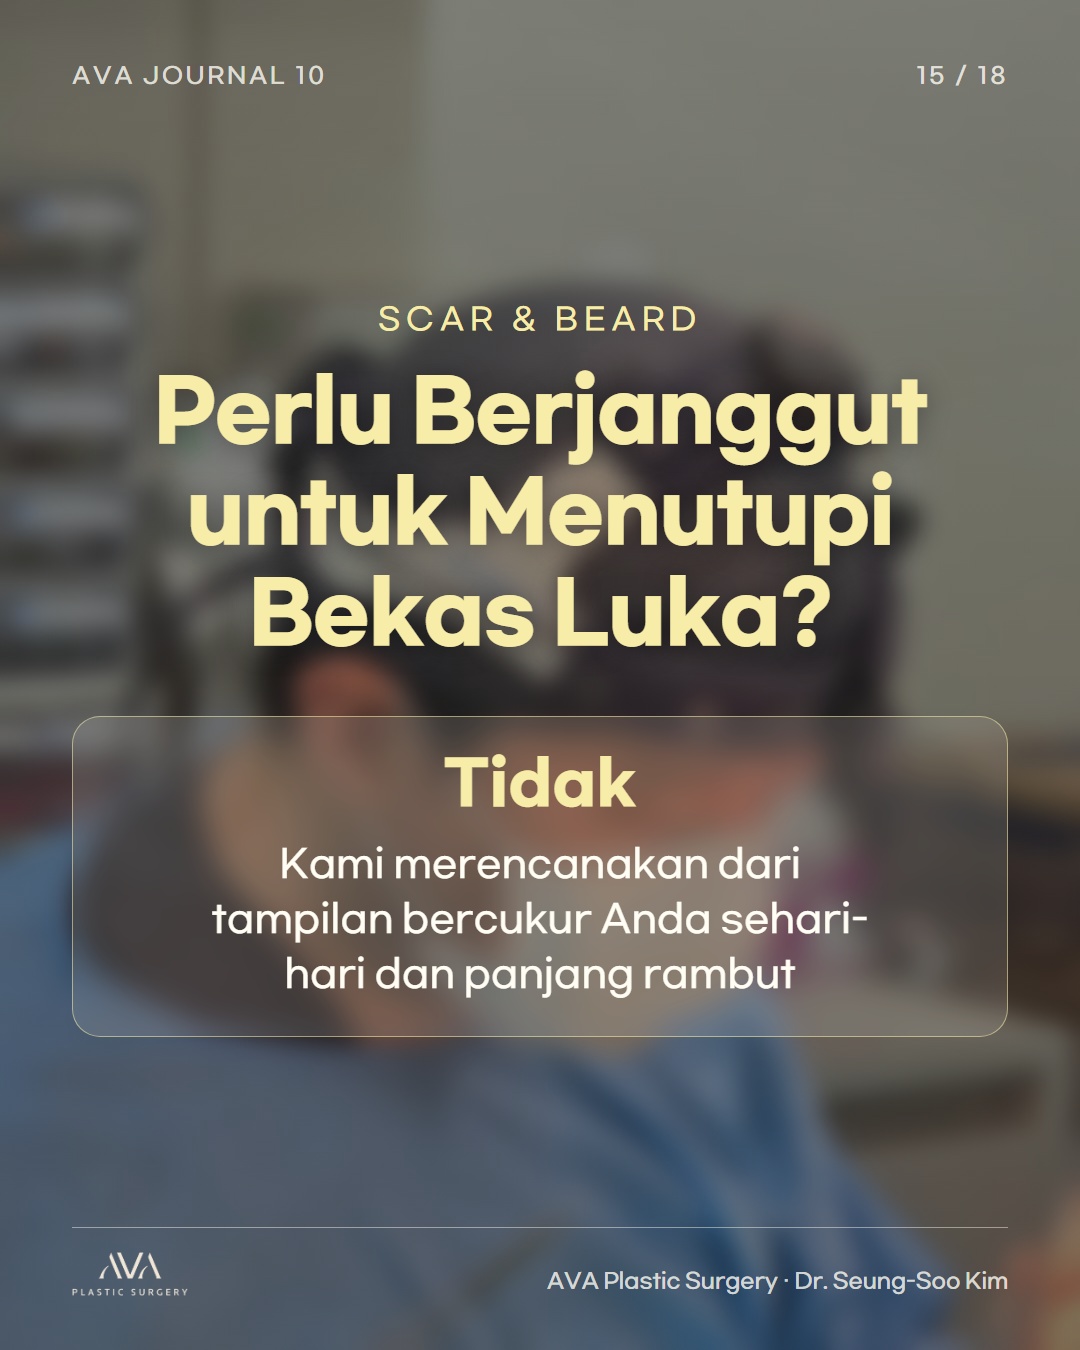 AVA JOURNAL 10
15 / 18
SCAR & BEARD
Perlu Berjanggut
untuk Menutupi
Bekas Luka?
Tidak
Kami merencanakan dari
tampilan bercukur Anda sehari-
hari dan panjang rambut
AVA
PLASTIC SURGERY
AVA Plastic Surgery · Dr. Seung-Soo Kim